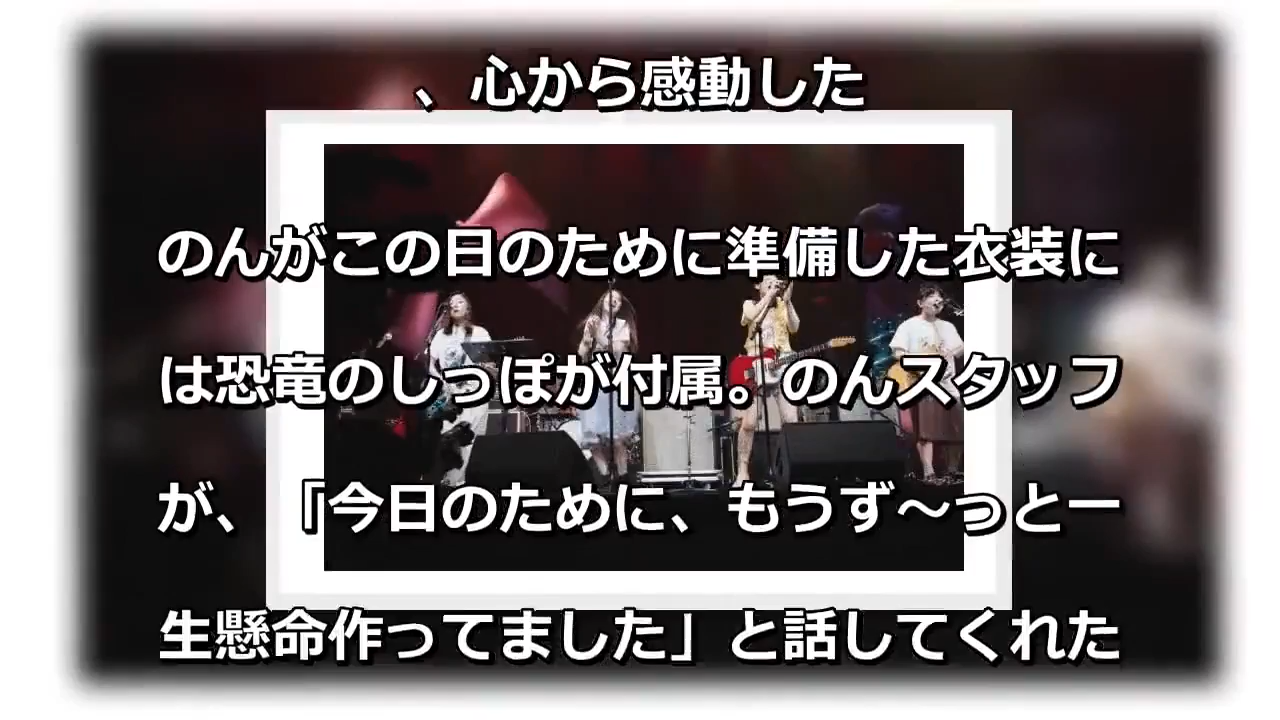 、心から感動した
のんがこの日のために準備した衣装に
は恐竜のしっぽが付属。のんスタッフ
が、「今日のために、もうず～っと一
生懸命作ってました」と話してくれた